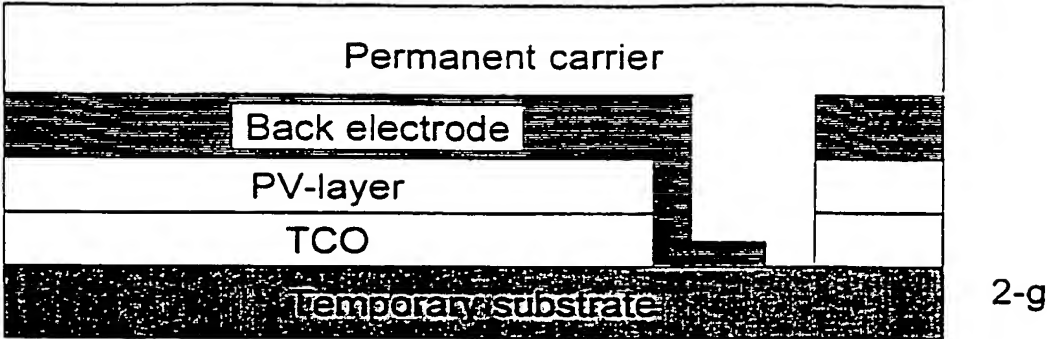 Permanent carrier
Back electrode
PV-layer
TCO
Temporary substrate
2-g